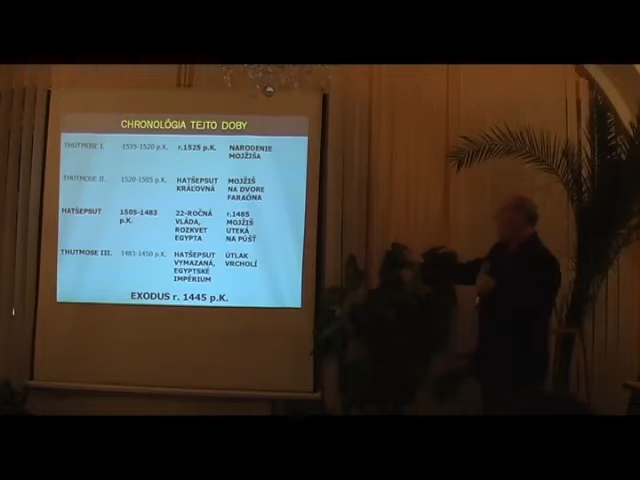 CHRONOLÓGIA TEJTO DOBY
THUTMOSE I. 1535-1520 p.K. r.1525 p.K. NARODENIE
MOJŽIŠA
THUTMOSE II. 1520-1505 p.K. HATŠEPSUT MOJŽIŠ
KRÁĽOVNÁ NA DVORE
FARAÓNA
HATŠEPSUT 1505-1483 22-ROČNÁ r.1485
p.K. VLÁDA, MOJŽIŠ
ROZKVET UTEKÁ
EGYPTA NA PÚŠŤ
THUTMOSE III. 1483-1450 p.K. HATŠEPSUT ÚTLAK
VYMAZANÁ, VRCHOLÍ
EGYPTSKÉ
IMPÉRIUM
EXODUS r. 1445 p.K.